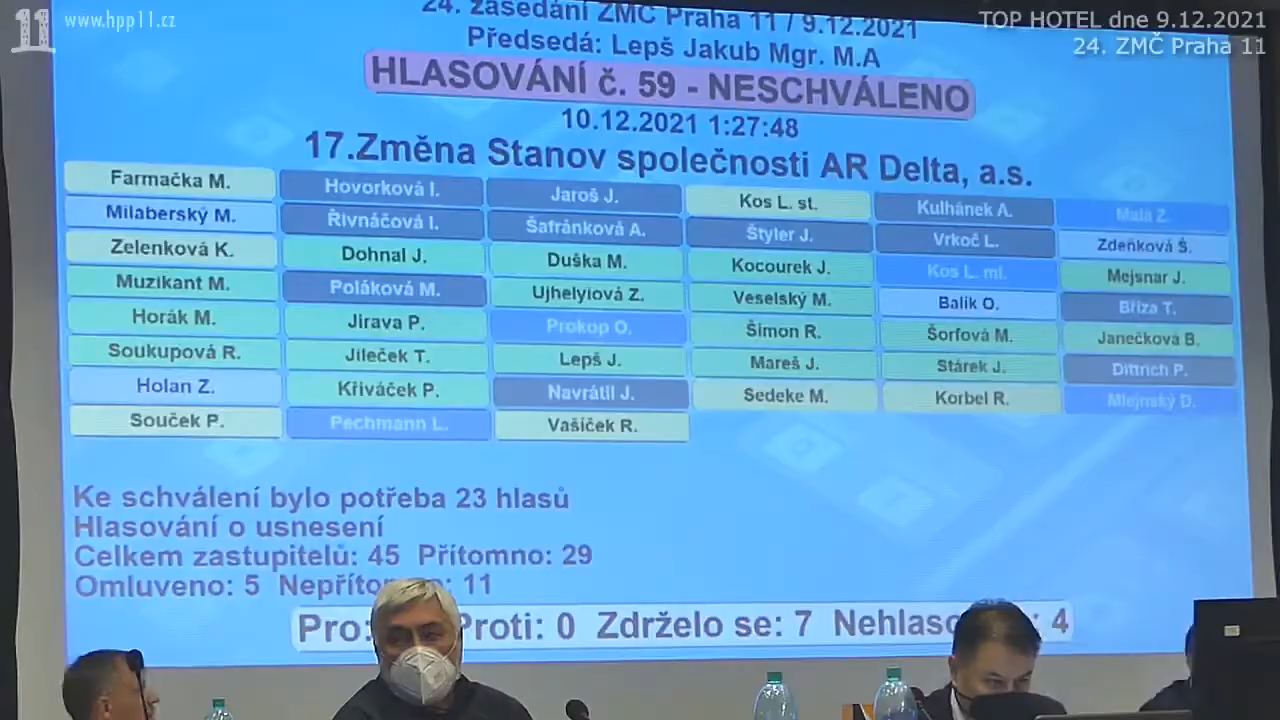 11 www.hpp11.cz
TOP HOTEL dne 9.12.2021
24. ZMČ Praha 11
24. zasedání ZMČ Praha 11 / 9.12.2021
Předsedá: Lepš Jakub Mgr. M.A
HLASOVÁNÍ č. 59 - NESCHVÁLENO
10.12.2021 1:27:48
17.Změna Stanov společnosti AR Delta, a.s.
Farmačka M. Hovorková I. Jaroš J. Kos L. st. Kulhánek A. Malá Z.
Milaberský M. Řivnáčová I. Šafránková A. Štyler J. Vrkoč L. Zdeňková Š.
Zelenková K. Dohnal J. Duška M. Kocourek J. Kos L. ml. Mejsnar J.
Muzikant M. Poláková M. Ujhelyiová Z. Veselský M. Balík O. Bříza T.
Horák M. Jirava P. Prokop O. Šimon R. Šorfová M. Janečková B.
Soukupová R. Jileček T. Lepš J. Mareš J. Stárek J. Dittrich P.
Holan Z. Křiváček P. Navrátil J. Sedeke M. Korbel R. Mlejnský D.
Souček P. Pechmann L. Vašíček R.
Ke schválení bylo potřeba 23 hlasů
Hlasování o usnesení
Celkem zastupitelů: 45 Přítomno: 29
Omluveno: 5 11
Pro: Proti: 0 Zdrželo se: 7 4